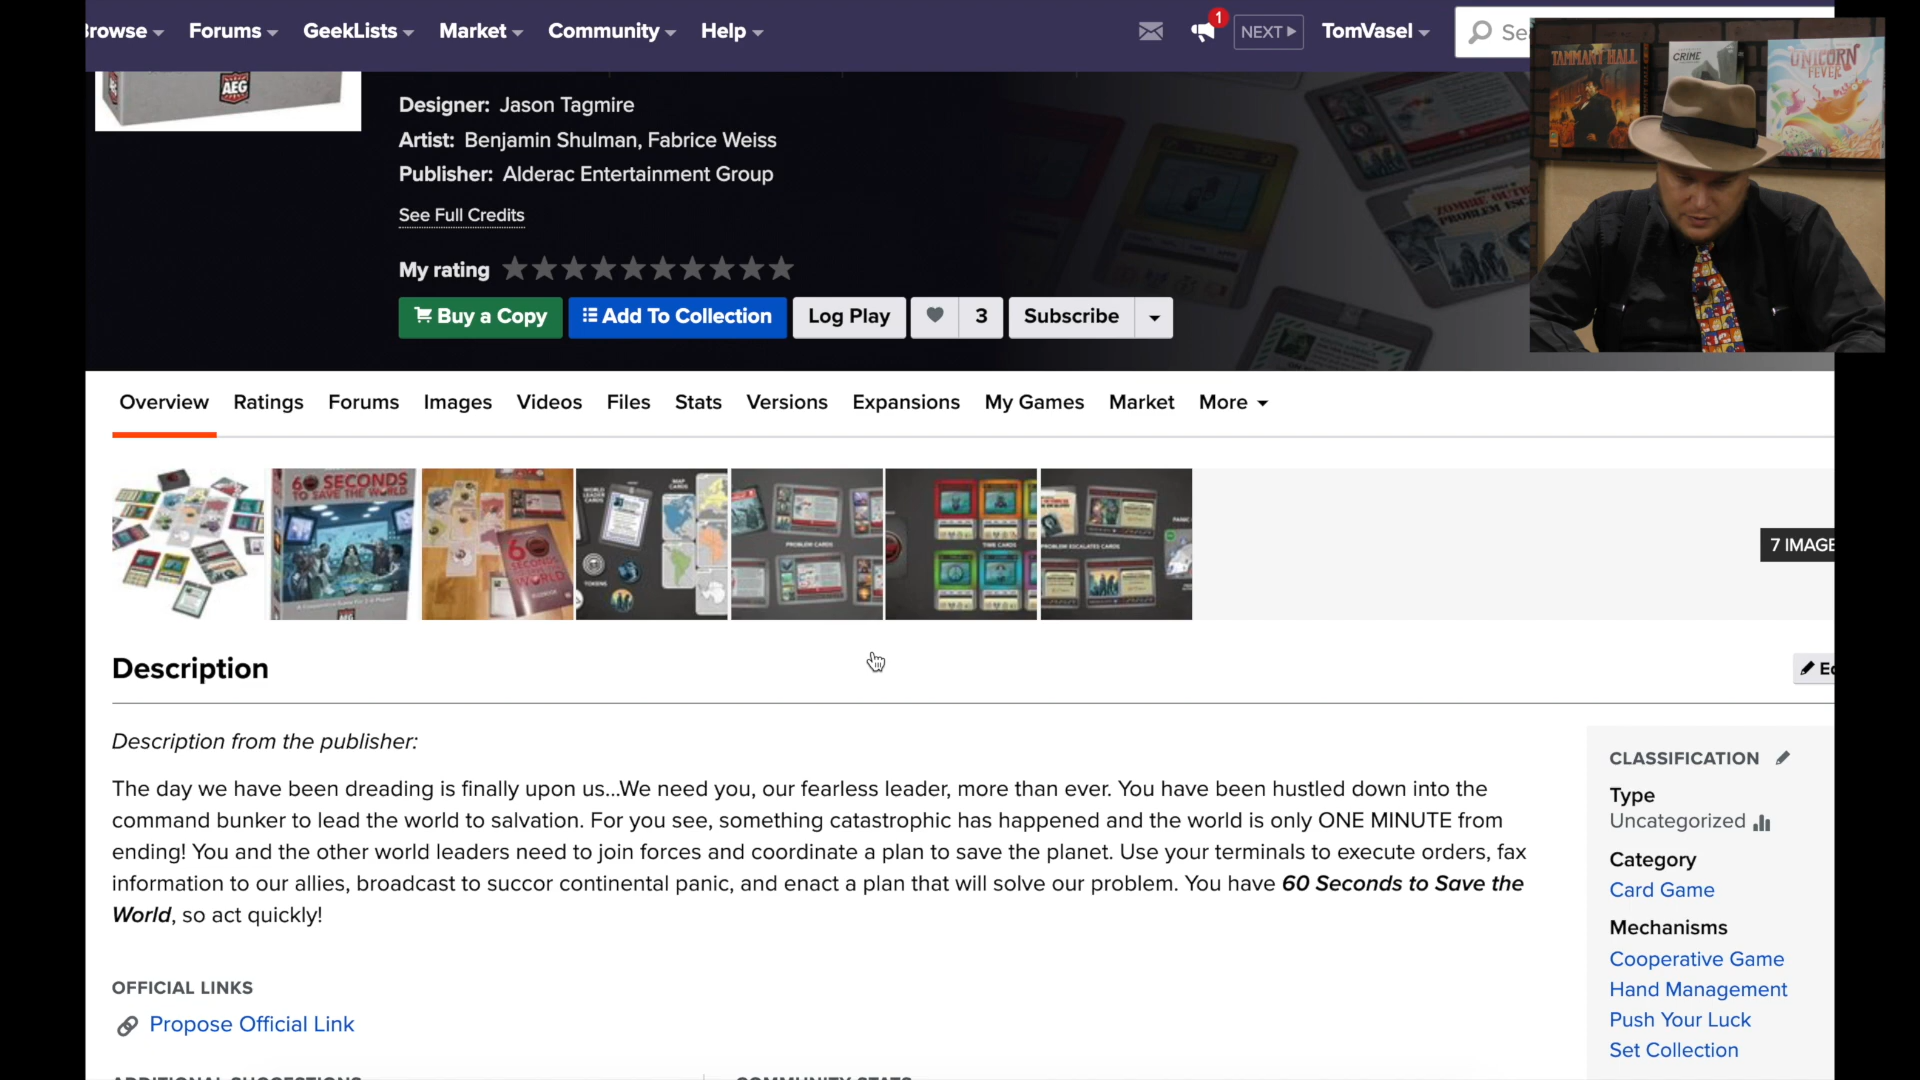 Browse
Forums
GeekLists
Market
Community
Help
1
NEXT
TomVasel
Se
TAMMANY HALL
CRIME
UNICORN
FEVER
AEG
Designer: Jason Tagmire
Artist: Benjamin Shulman, Fabrice Weiss
Publisher: Alderac Entertainment Group
See Full Credits
My rating
Buy a Copy
Add To Collection
Log Play
3
Subscribe
Overview
Ratings
Forums
Images
Videos
Files
Stats
Versions
Expansions
My Games
Market
More
60 SECONDS
TO SAVE THE WORLD
7 IMAGE
Description
Ed
Description from the publisher:
The day we have been dreading is finally upon us...We need you, our fearless leader, more than ever. You have been hustled down into the
command bunker to lead the world to salvation. For you see, something catastrophic has happened and the world is only ONE MINUTE from
ending! You and the other world leaders need to join forces and coordinate a plan to save the planet. Use your terminals to execute orders, fax
information to our allies, broadcast to succor continental panic, and enact a plan that will solve our problem. You have 60 Seconds to Save the
World, so act quickly!
OFFICIAL LINKS
Propose Official Link
CLASSIFICATION
Type
Uncategorized
Category
Card Game
Mechanisms
Cooperative Game
Hand Management
Push Your Luck
Set Collection
ADDITIONAL SUGGESTIONS
COMMUNITY STATS